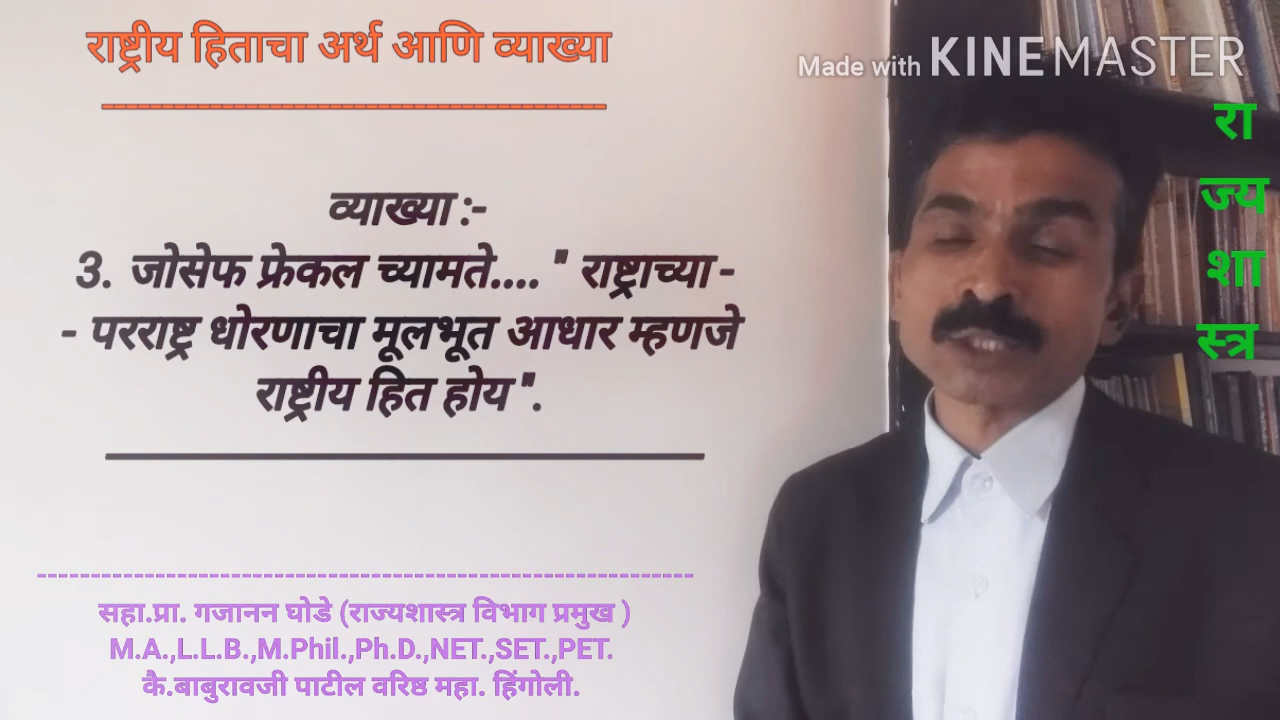 राष्ट्रीय हिताचा अर्थ आणि व्याख्या
Made with KINEMASTER
रा
ज्य
शा
स्त्र
व्याख्या :-
3. जोसेफ फ्रेकल च्यामते.... " राष्ट्राच्या -
- परराष्ट्र धोरणाचा मूलभूत आधार म्हणजे
राष्ट्रीय हित होय ".
सहा.प्रा. गजानन घोडे (राज्यशास्त्र विभाग प्रमुख )
M.A.,L.L.B.,M.Phil.,Ph.D.,NET.,SET.,PET.
कै.बाबुरावजी पाटील वरिष्ठ महा. हिंगोली.